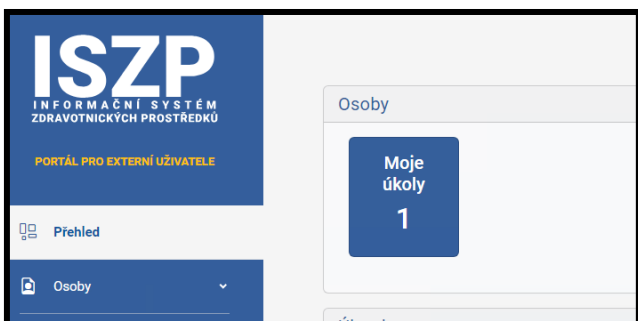 ISZP
INFORMAČNÍ SYSTÉM
ZDRAVOTNICKÝCH PROSTŘEDKŮ
PORTÁL PRO EXTERNÍ UŽIVATELE
Přehled
Osoby
Osoby
Moje
úkoly
1